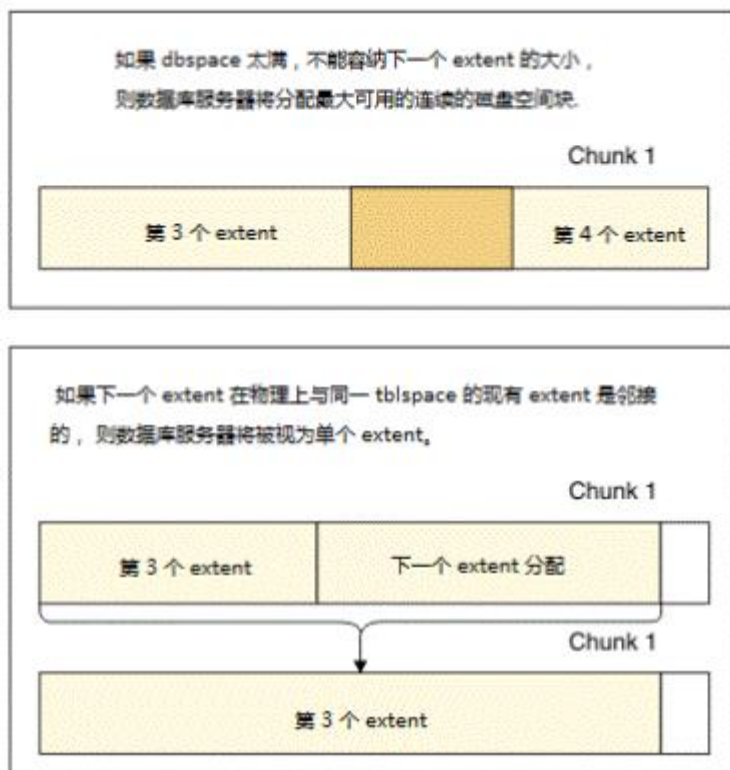 如果 dbspace 太满，不能容纳下一个 extent 的大小，
则数据库服务器将分配最大可用的连续的磁盘空间块.
Chunk 1
第 3 个 extent
第 4 个 extent
如果下一个 extent 在物理上与同一 tblspace 的现有 extent 是邻接
的， 则数据库服务器将被视为单个 extent。
Chunk 1
第 3 个 extent
下一个 extent 分配
Chunk 1
第 3 个 extent